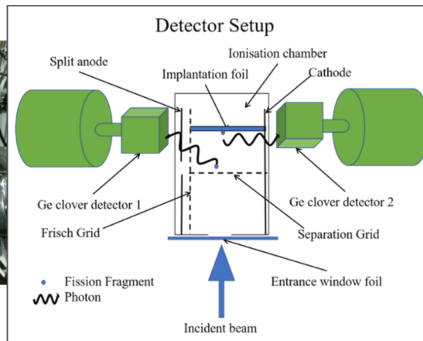 Detector Setup
Split anode
Ionisation chamber
Implantation foil
Cathode
Ge clover detector 1
Ge clover detector 2
Frisch Grid
Separation Grid
Fission Fragment
Photon
Entrance window foil
Incident beam